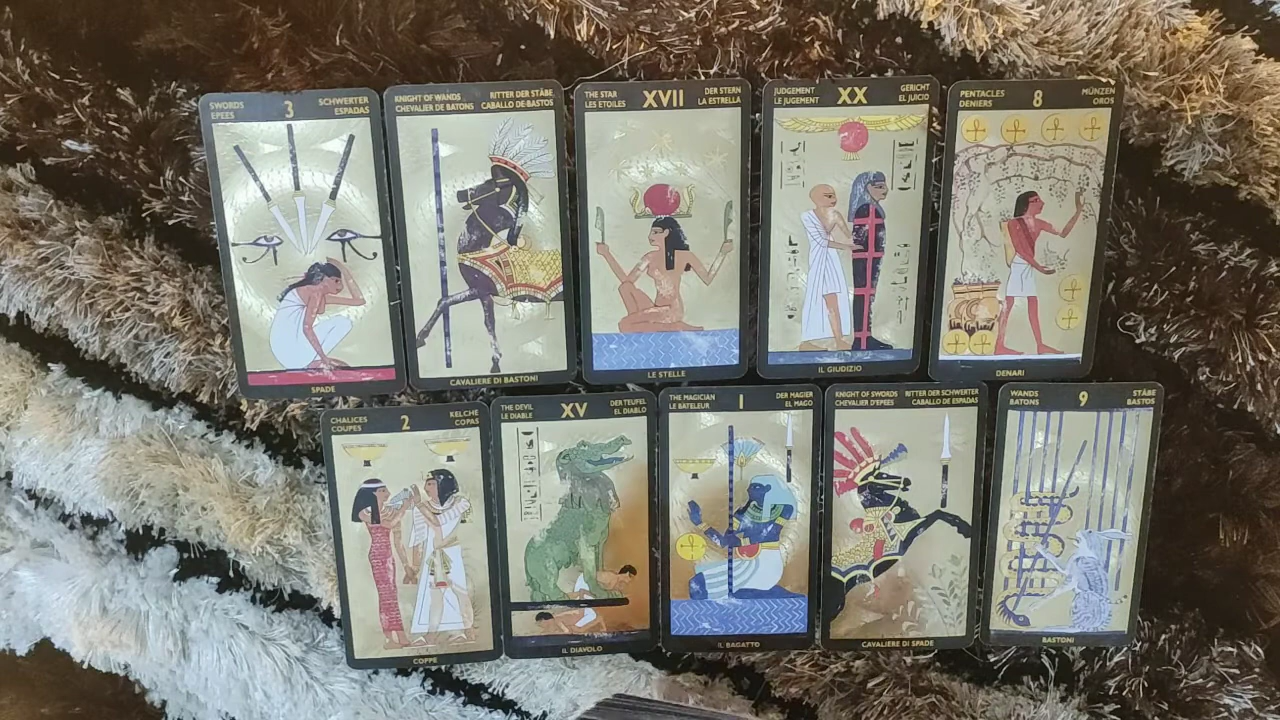 SWORDS 3 SCHWERTER
EPEES ESPADAS
SPADE
KNIGHT OF WANDS RITTER DER STÄBE
CHEVALIER DE BATONS CABALLO DE BASTOS
CAVALIERE DI BASTONI
THE STAR XVII DER STERN
LES ETOILES LA ESTRELLA
LE STELLE
JUDGEMENT XX GERICHT
LE JUGEMENT EL JUICIO
IL GIUDIZIO
PENTACLES 8 MÜNZEN
DENIERS OROS
DENARI
CHALICES 2 KELCHE
COUPES COPAS
COPPE
THE DEVIL XV DER TEUFEL
LE DIABLE EL DIABLO
IL DIAVOLO
THE MAGICIAN I DER MAGIER
LE BATELEUR EL MAGO
IL BAGATTO
KNIGHT OF SWORDS RITTER DER SCHWERTER
CHEVALIER D'EPEES CABALLO DE ESPADAS
CAVALIERE DI SPADE
WANDS 9 STÄBE
BATONS BASTOS
BASTONI